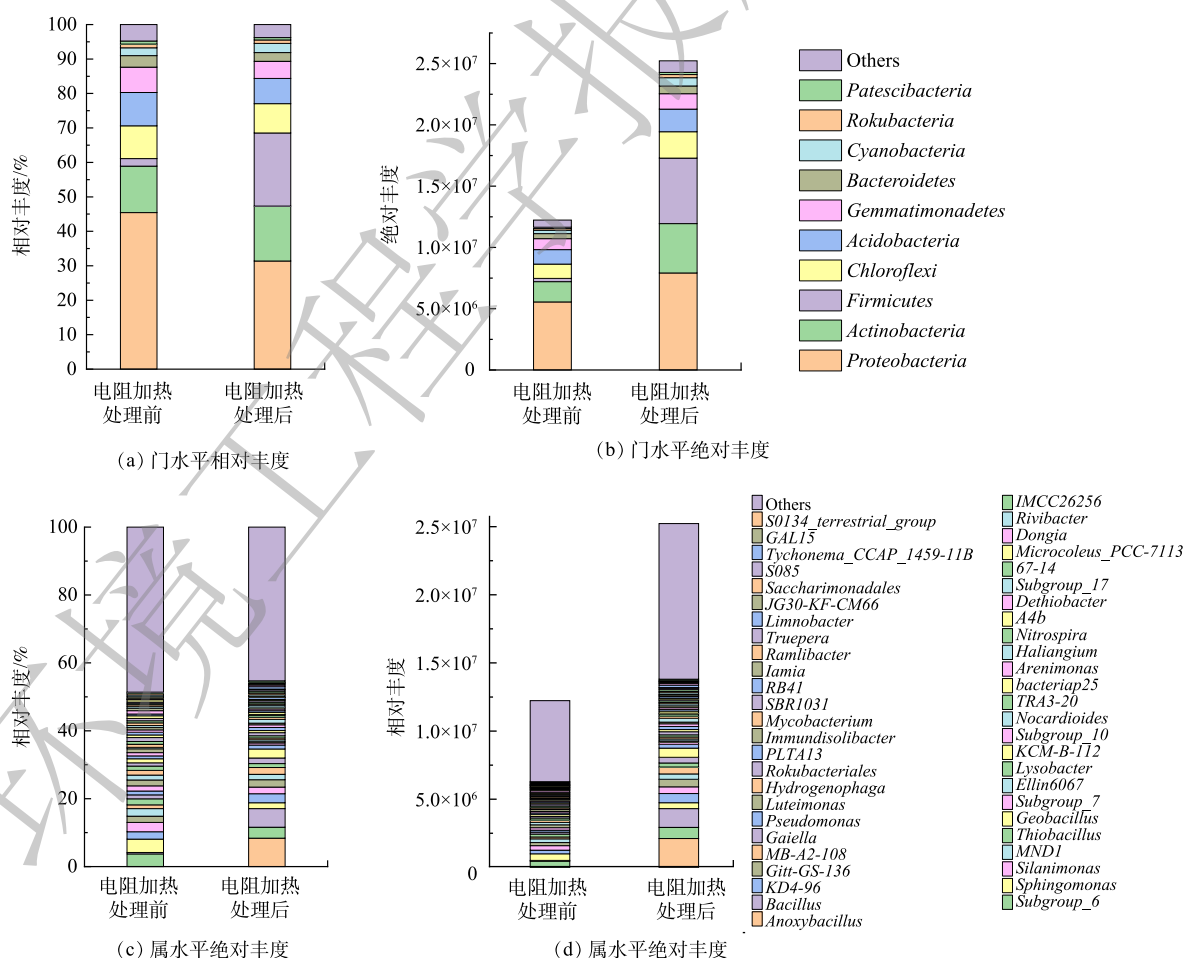 100
90
80
70
60
50
40
30
20
10
0
相对丰度/%
电阻加热
处理前
电阻加热
处理后
(a) 门水平相对丰度
2.5×10⁷
2.0×10⁷
1.5×10⁷
1.0×10⁷
5.0×10⁶
0
绝对丰度
电阻加热
处理前
电阻加热
处理后
(b) 门水平绝对丰度
Others
Patescibacteria
Rokubacteria
Cyanobacteria
Bacteroidetes
Gemmatimonadetes
Acidobacteria
Chloroflexi
Firmicutes
Actinobacteria
Proteobacteria
100
80
60
40
20
0
相对丰度/%
电阻加热
处理前
电阻加热
处理后
(c) 属水平绝对丰度
2.5×10⁷
2.0×10⁷
1.5×10⁷
1.0×10⁷
5.0×10⁶
0
相对丰度
电阻加热
处理前
电阻加热
处理后
(d) 属水平绝对丰度
Others
S0134_terrestrial_group
GAL15
Tychonema_CCAP_1459-11B
S085
Saccharimonadales
JG30-KF-CM66
Limnobacter
Truepera
Ramlibacter
Iamia
RB41
SBR1031
Mycobacterium
Immundisolibacter
PLTA13
Rokubacteriales
Hydrogenophaga
Luteimonas
Pseudomonas
Gaiella
MB-A2-108
Gitt-GS-136
KD4-96
Bacillus
Anoxybacillus
IMCC26256
Rivibacter
Dongia
Microcoleus_PCC-7113
67-14
Subgroup_17
Dethiobacter
A4b
Nitrospira
Haliangium
Arenimonas
bacteriap25
TRA3-20
Nocardioides
Subgroup_10
KCM-B-112
Lysobacter
Ellin6067
Subgroup_7
Geobacillus
Thiobacillus
MND1
Silanimonas
Sphingomonas
Subgroup_6
环境工程学报